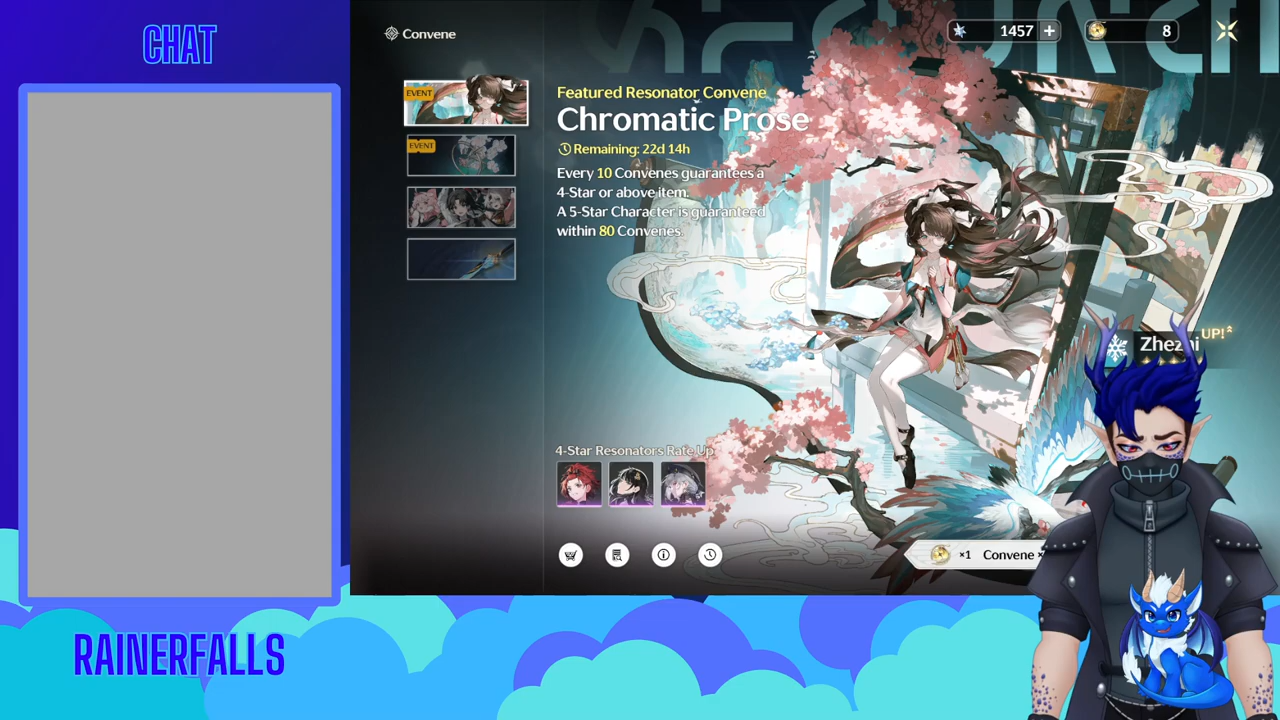 CHAT
RAINERFALLS
Convene
1457
8
EVENT
EVENT
Featured Resonator Convene
Chromatic Prose
Remaining: 22d 14h
Every 10 Convenes guarantees a
4-Star or above item.
A 5-Star Character is guaranteed
within 80 Convenes.
Zhezhi
UP!
4-Star Resonators Rate Up
×1 Convene ×